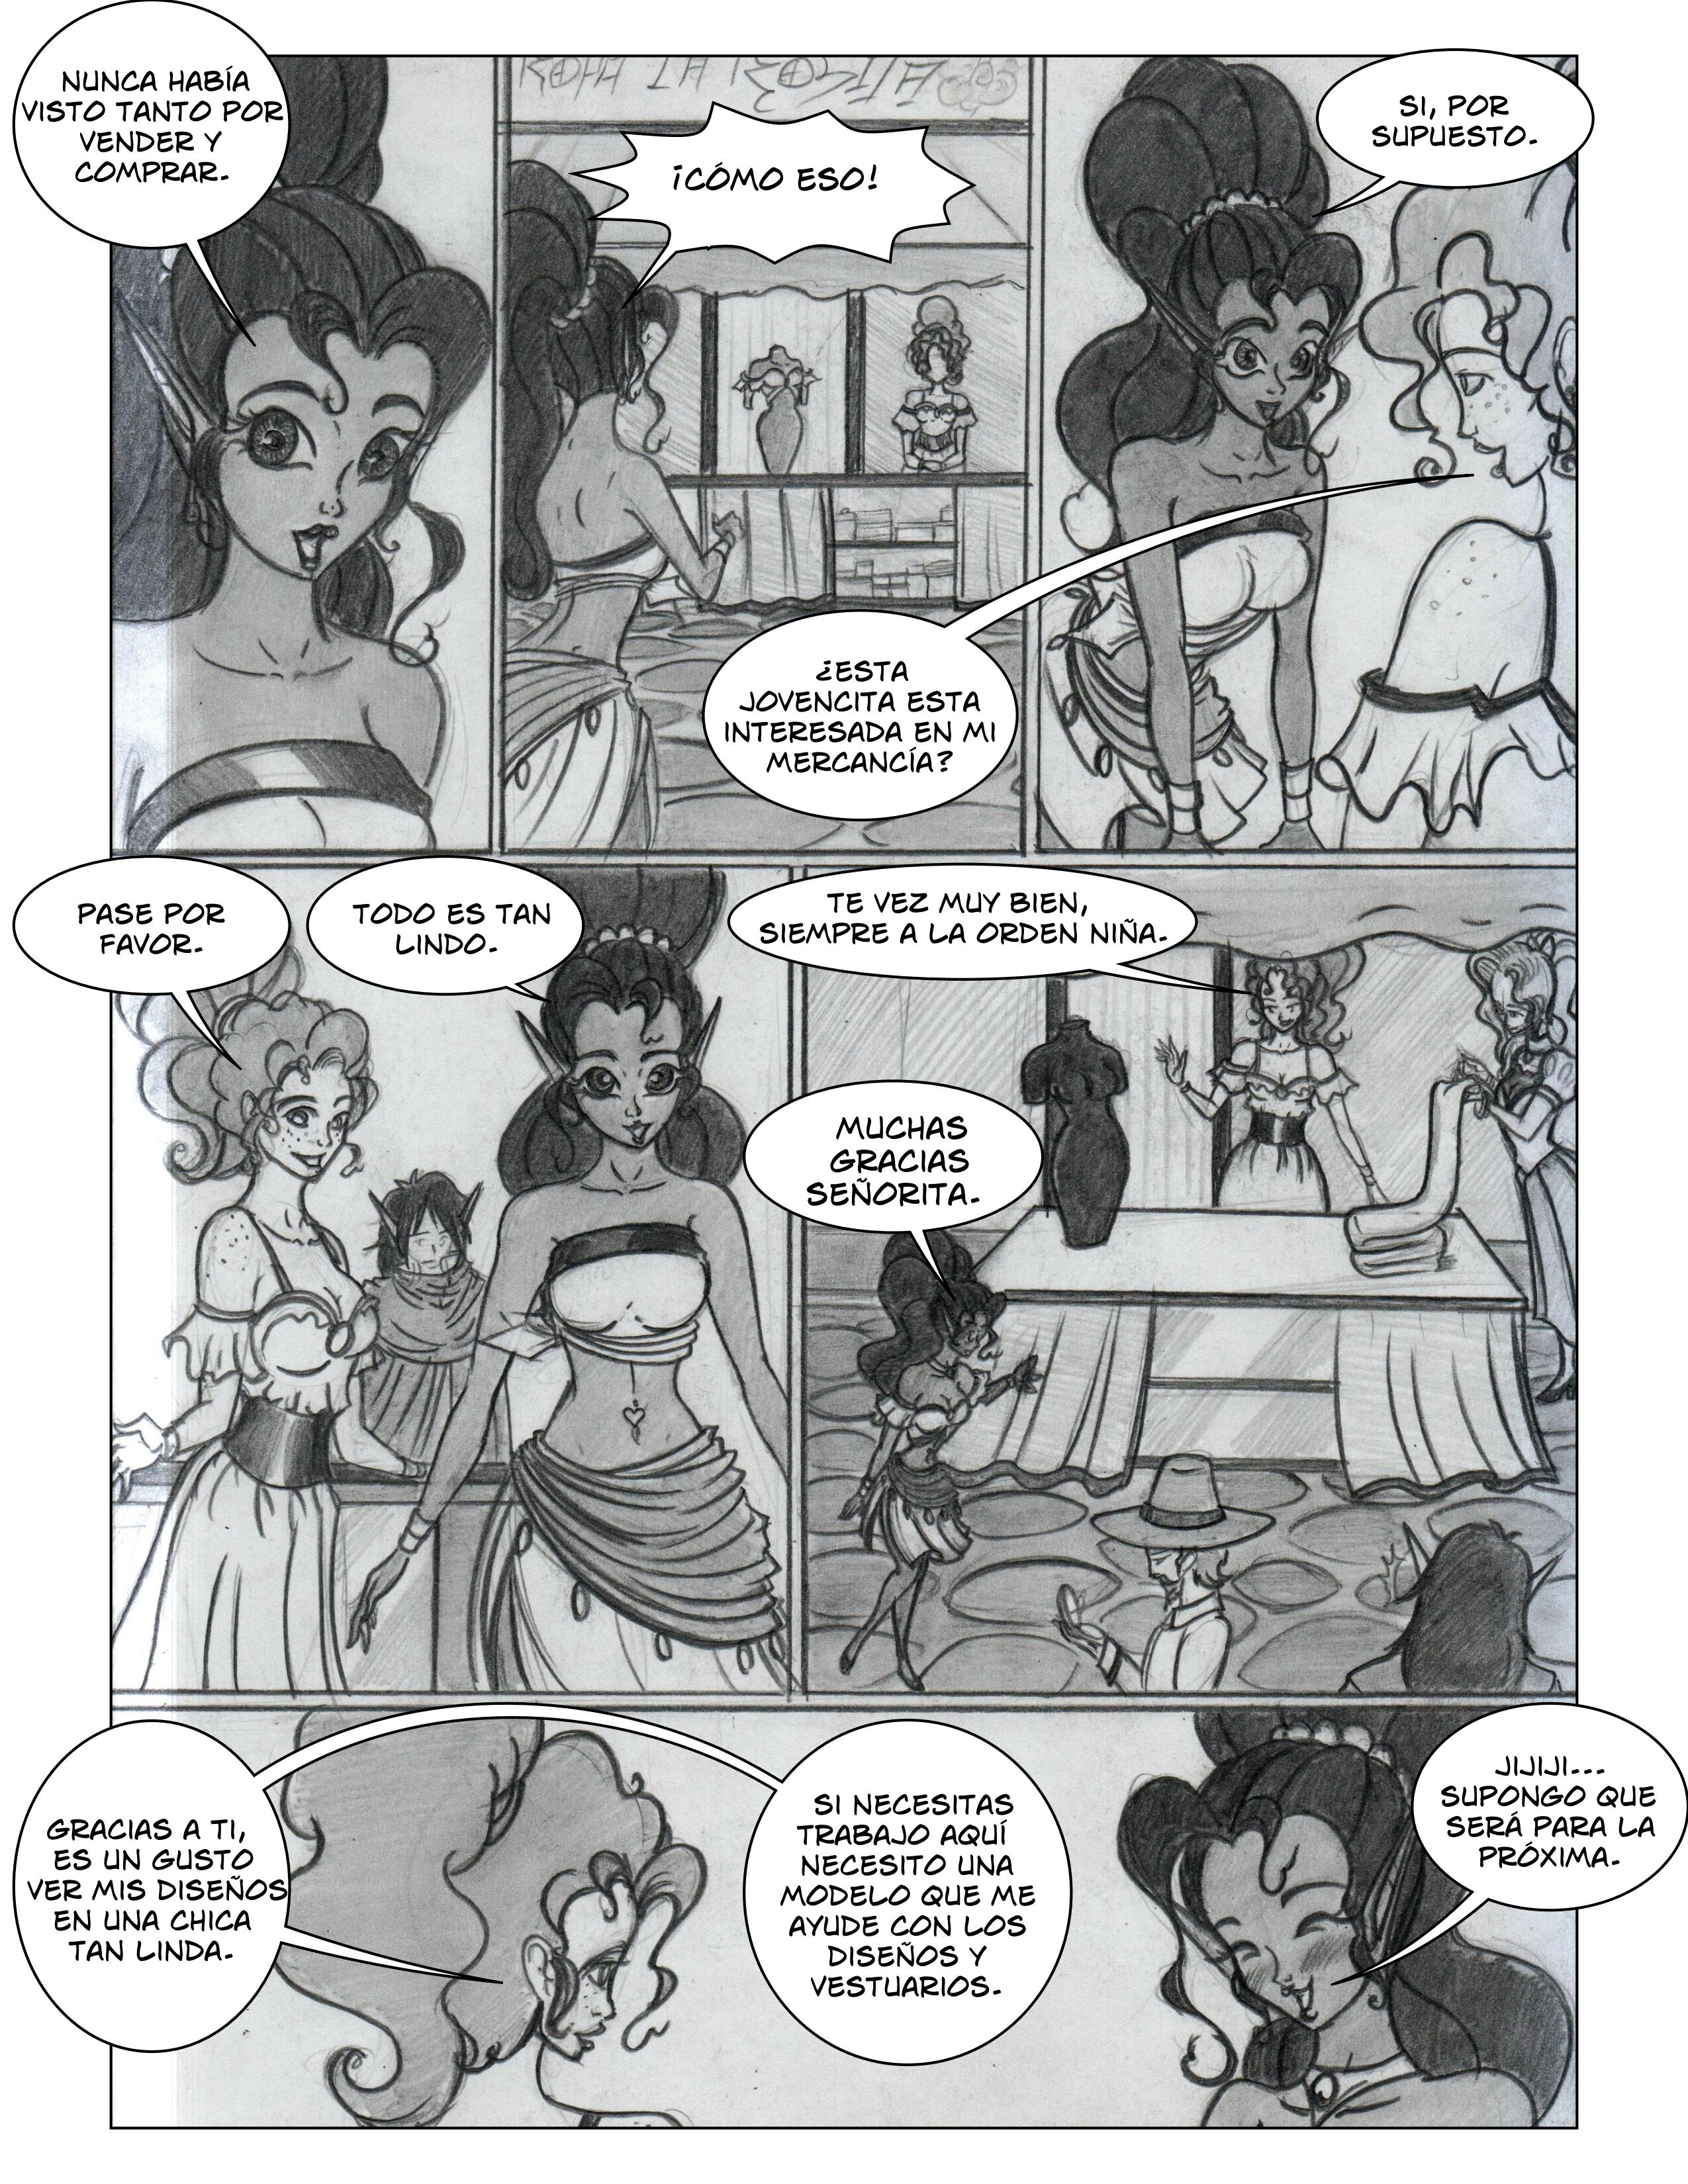 NUNCA HABÍA
VISTO TANTO POR
VENDER Y
COMPRAR.
¡CÓMO ESO!
SI, POR
SUPUESTO.
¿ESTA
JOVENCITA ESTA
INTERESADA EN MI
MERCANCÍA?
PASE POR
FAVOR.
TODO ES TAN
LINDO.
TE VEZ MUY BIEN,
SIEMPRE A LA ORDEN NIÑA.
MUCHAS
GRACIAS
SEÑORITA.
GRACIAS A TI,
ES UN GUSTO
VER MIS DISEÑOS
EN UNA CHICA
TAN LINDA.
SI NECESITAS
TRABAJO AQUÍ
NECESITO UNA
MODELO QUE ME
AYUDE CON LOS
DISEÑOS Y
VESTUARIOS.
JIJIJI...
SUPONGO QUE
SERÁ PARA LA
PRÓXIMA.